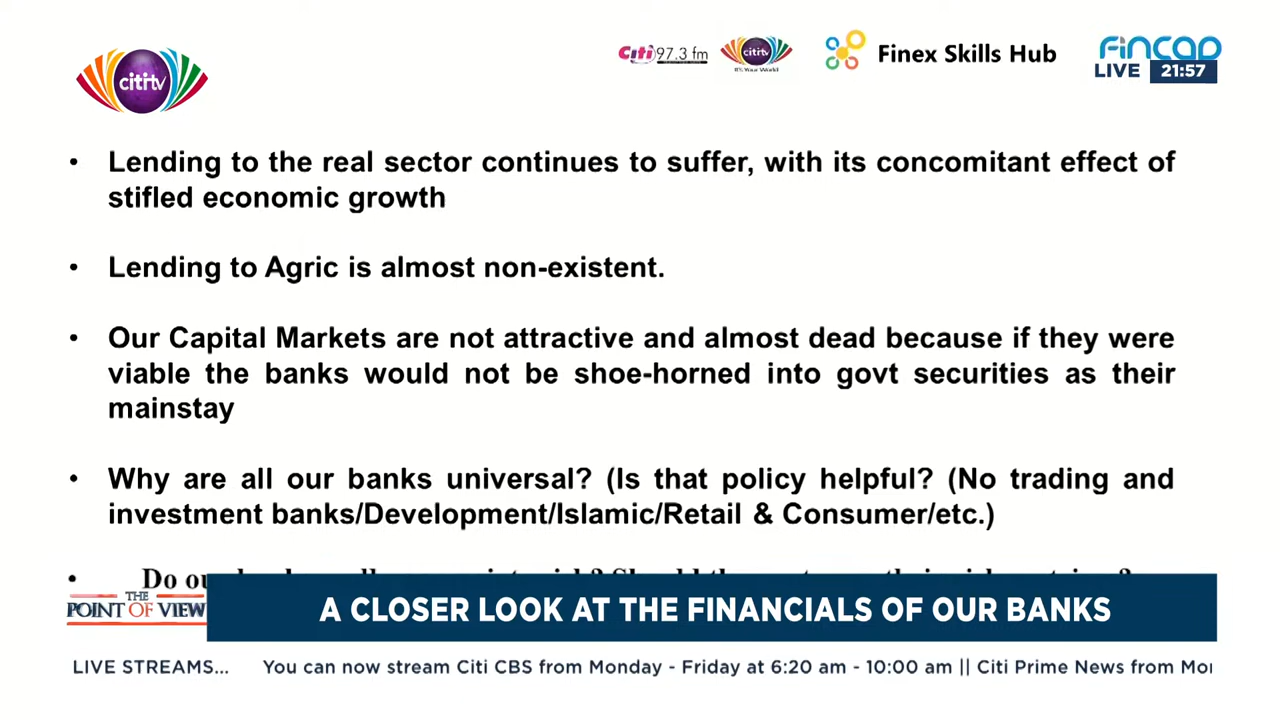 citi tv
Citi 97.3 fm
citi tv
It's Your World
Finex Skills Hub
fincap
LIVE 21:57
• Lending to the real sector continues to suffer, with its concomitant effect of
stifled economic growth
• Lending to Agric is almost non-existent.
• Our Capital Markets are not attractive and almost dead because if they were
viable the banks would not be shoe-horned into govt securities as their
mainstay
• Why are all our banks universal? (Is that policy helpful? (No trading and
investment banks/Development/Islamic/Retail & Consumer/etc.)
• Do
THE
POINT OF VIEW
A CLOSER LOOK AT THE FINANCIALS OF OUR BANKS
LIVE STREAMS... You can now stream Citi CBS from Monday - Friday at 6:20 am - 10:00 am || Citi Prime News from